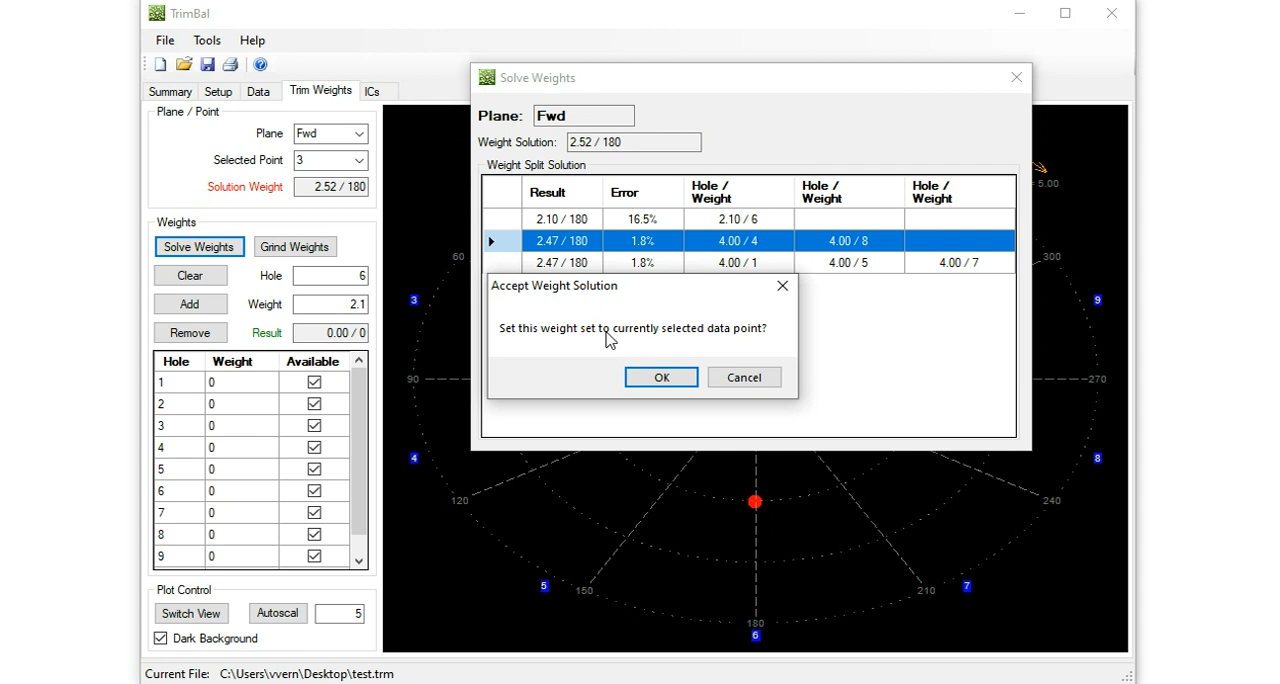 TrimBal
File Tools Help
Summary Setup Data Trim Weights ICs
Plane / Point
Plane Fwd
Selected Point 3
Solution Weight 2.52 / 180
Weights
Solve Weights Grind Weights
Clear Hole 6
Add Weight 2.1
Remove Result 0.00 / 0
Hole Weight Available
1 0
2 0
3 0
4 0
5 0
6 0
7 0
8 0
9 0
Plot Control
Switch View Autoscal 5
Dark Background
Current File: C:\Users\vvern\Desktop\test.trm
Solve Weights
Plane: Fwd
Weight Solution: 2.52 / 180
Weight Split Solution
Result Error Hole / Weight Hole / Weight Hole / Weight
2.10 / 180 16.5% 2.10 / 6
2.47 / 180 1.8% 4.00 / 4 4.00 / 8
2.47 / 180 1.8% 4.00 / 1 4.00 / 5 4.00 / 7
Accept Weight Solution
Set this weight set to currently selected data point?
OK Cancel
5.00
60 300
3 9
90 270
4 8
120 240
5 7
150 210
180
6